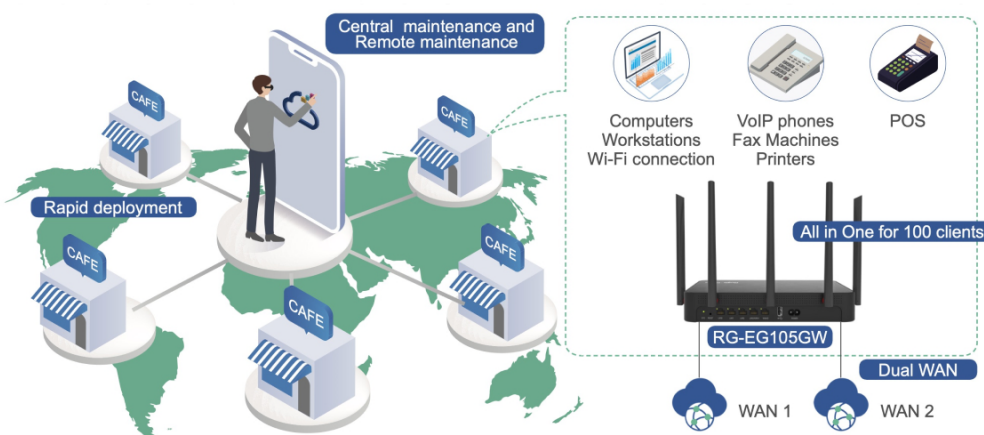 Central maintenance and
Remote maintenance
CAFE
CAFE
Rapid deployment
CAFE
CAFE
CAFE
Computers
Workstations
Wi-Fi connection
VoIP phones
Fax Machines
Printers
POS
All in One for 100 clients
RG-EG105GW
Dual WAN
WAN 1
WAN 2